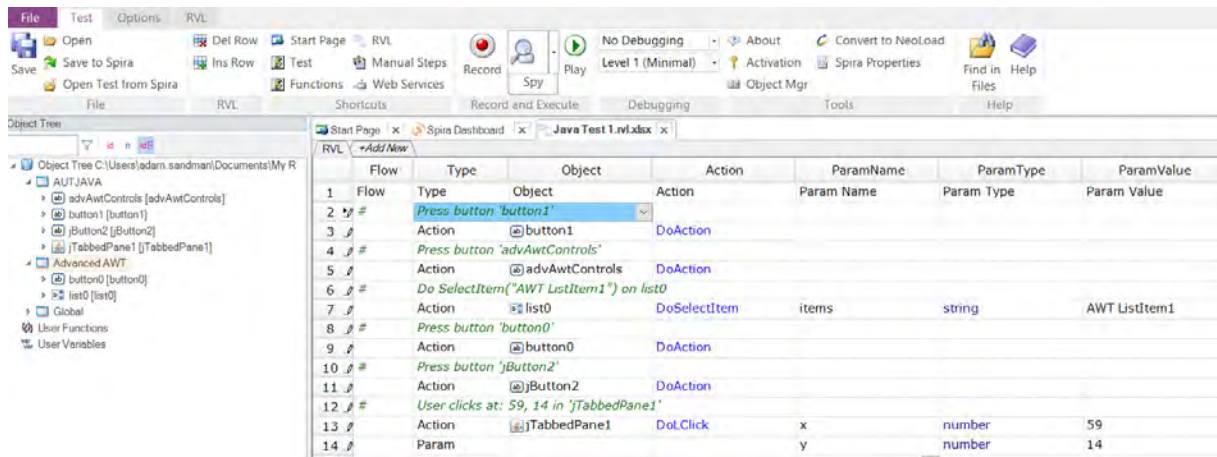 File Test Options RVL
Open Del Row Start Page RVL No Debugging About Convert to NeoLoad
Save to Spira Ins Row Test Manual Steps Level 1 (Minimal) Activation Spira Properties
Save Open Test from Spira Functions Web Services Record Spy Play Object Mgr Find in Files Help
File RVL Shortcuts Record and Execute Debugging Tools Help
Object Tree
Start Page x Spira Dashboard x Java Test 1.rvl.xlsx x
id n
RVL +Add New
Object Tree C:\Users\adam.sandman\Documents\My R
AUTJAVA
advAwtControls [advAwtControls]
button1 [button1]
jButton2 [jButton2]
jTabbedPane1 [jTabbedPane1]
Advanced AWT
button0 [button0]
list0 [list0]
Global
User Functions
User Variables
Flow Type Object Action ParamName ParamType ParamValue
1 Flow Type Object Action Param Name Param Type Param Value
2 # Press button 'button1'
3 Action button1 DoAction
4 # Press button 'advAwtControls'
5 Action advAwtControls DoAction
6 # Do SelectItem("AWT ListItem1") on list0
7 Action list0 DoSelectItem items string AWT ListItem1
8 # Press button 'button0'
9 Action button0 DoAction
10 # Press button 'jButton2'
11 Action jButton2 DoAction
12 # User clicks at: 59, 14 in 'jTabbedPane1'
13 Action jTabbedPane1 DoLClick x number 59
14 Param y number 14